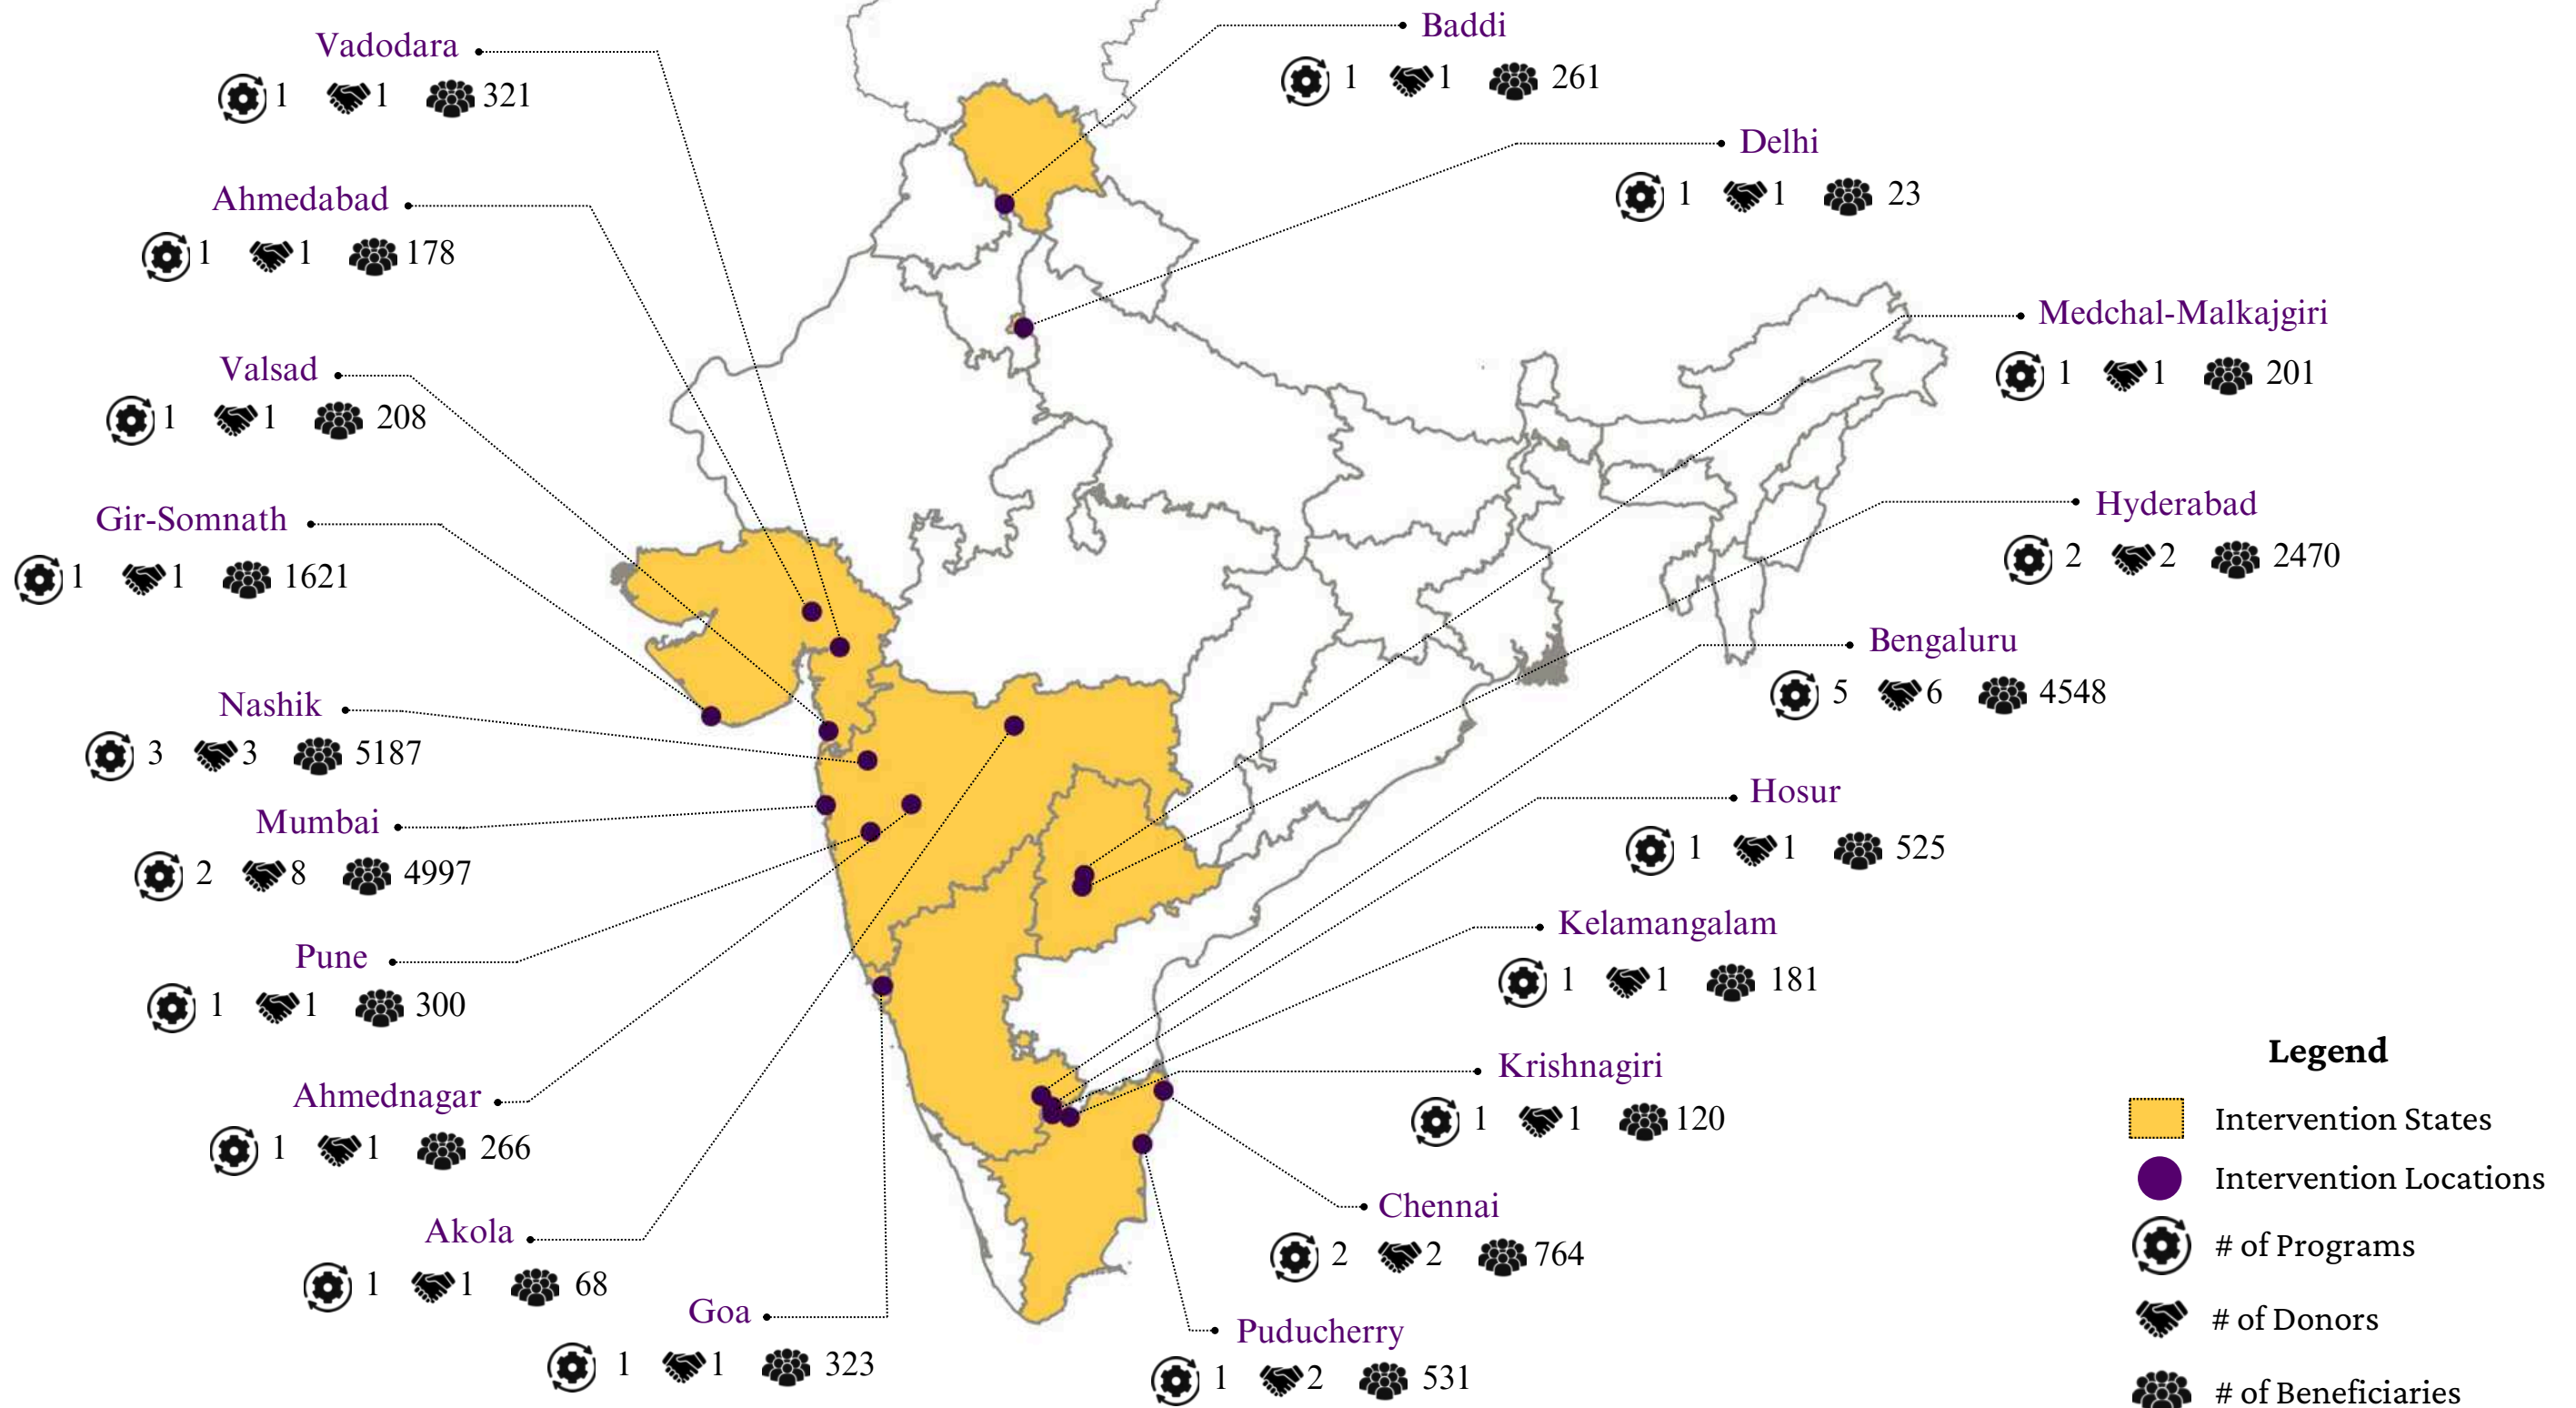 Vadodara
1 1 321
Ahmedabad
1 1 178
Valsad
1 1 208
Gir-Somnath
1 1 1621
Nashik
3 3 5187
Mumbai
2 8 4997
Pune
1 1 300
Ahmednagar
1 1 266
Akola
1 1 68
Goa
1 1 323
Baddi
1 1 261
Delhi
1 1 23
Medchal-Malkajgiri
1 1 201
Hyderabad
2 2 2470
Bengaluru
5 6 4548
Hosur
1 1 525
Kelamangalam
1 1 181
Krishnagiri
1 1 120
Chennai
2 2 764
Puducherry
1 2 531
Legend
Intervention States
Intervention Locations
# of Programs
# of Donors
# of Beneficiaries